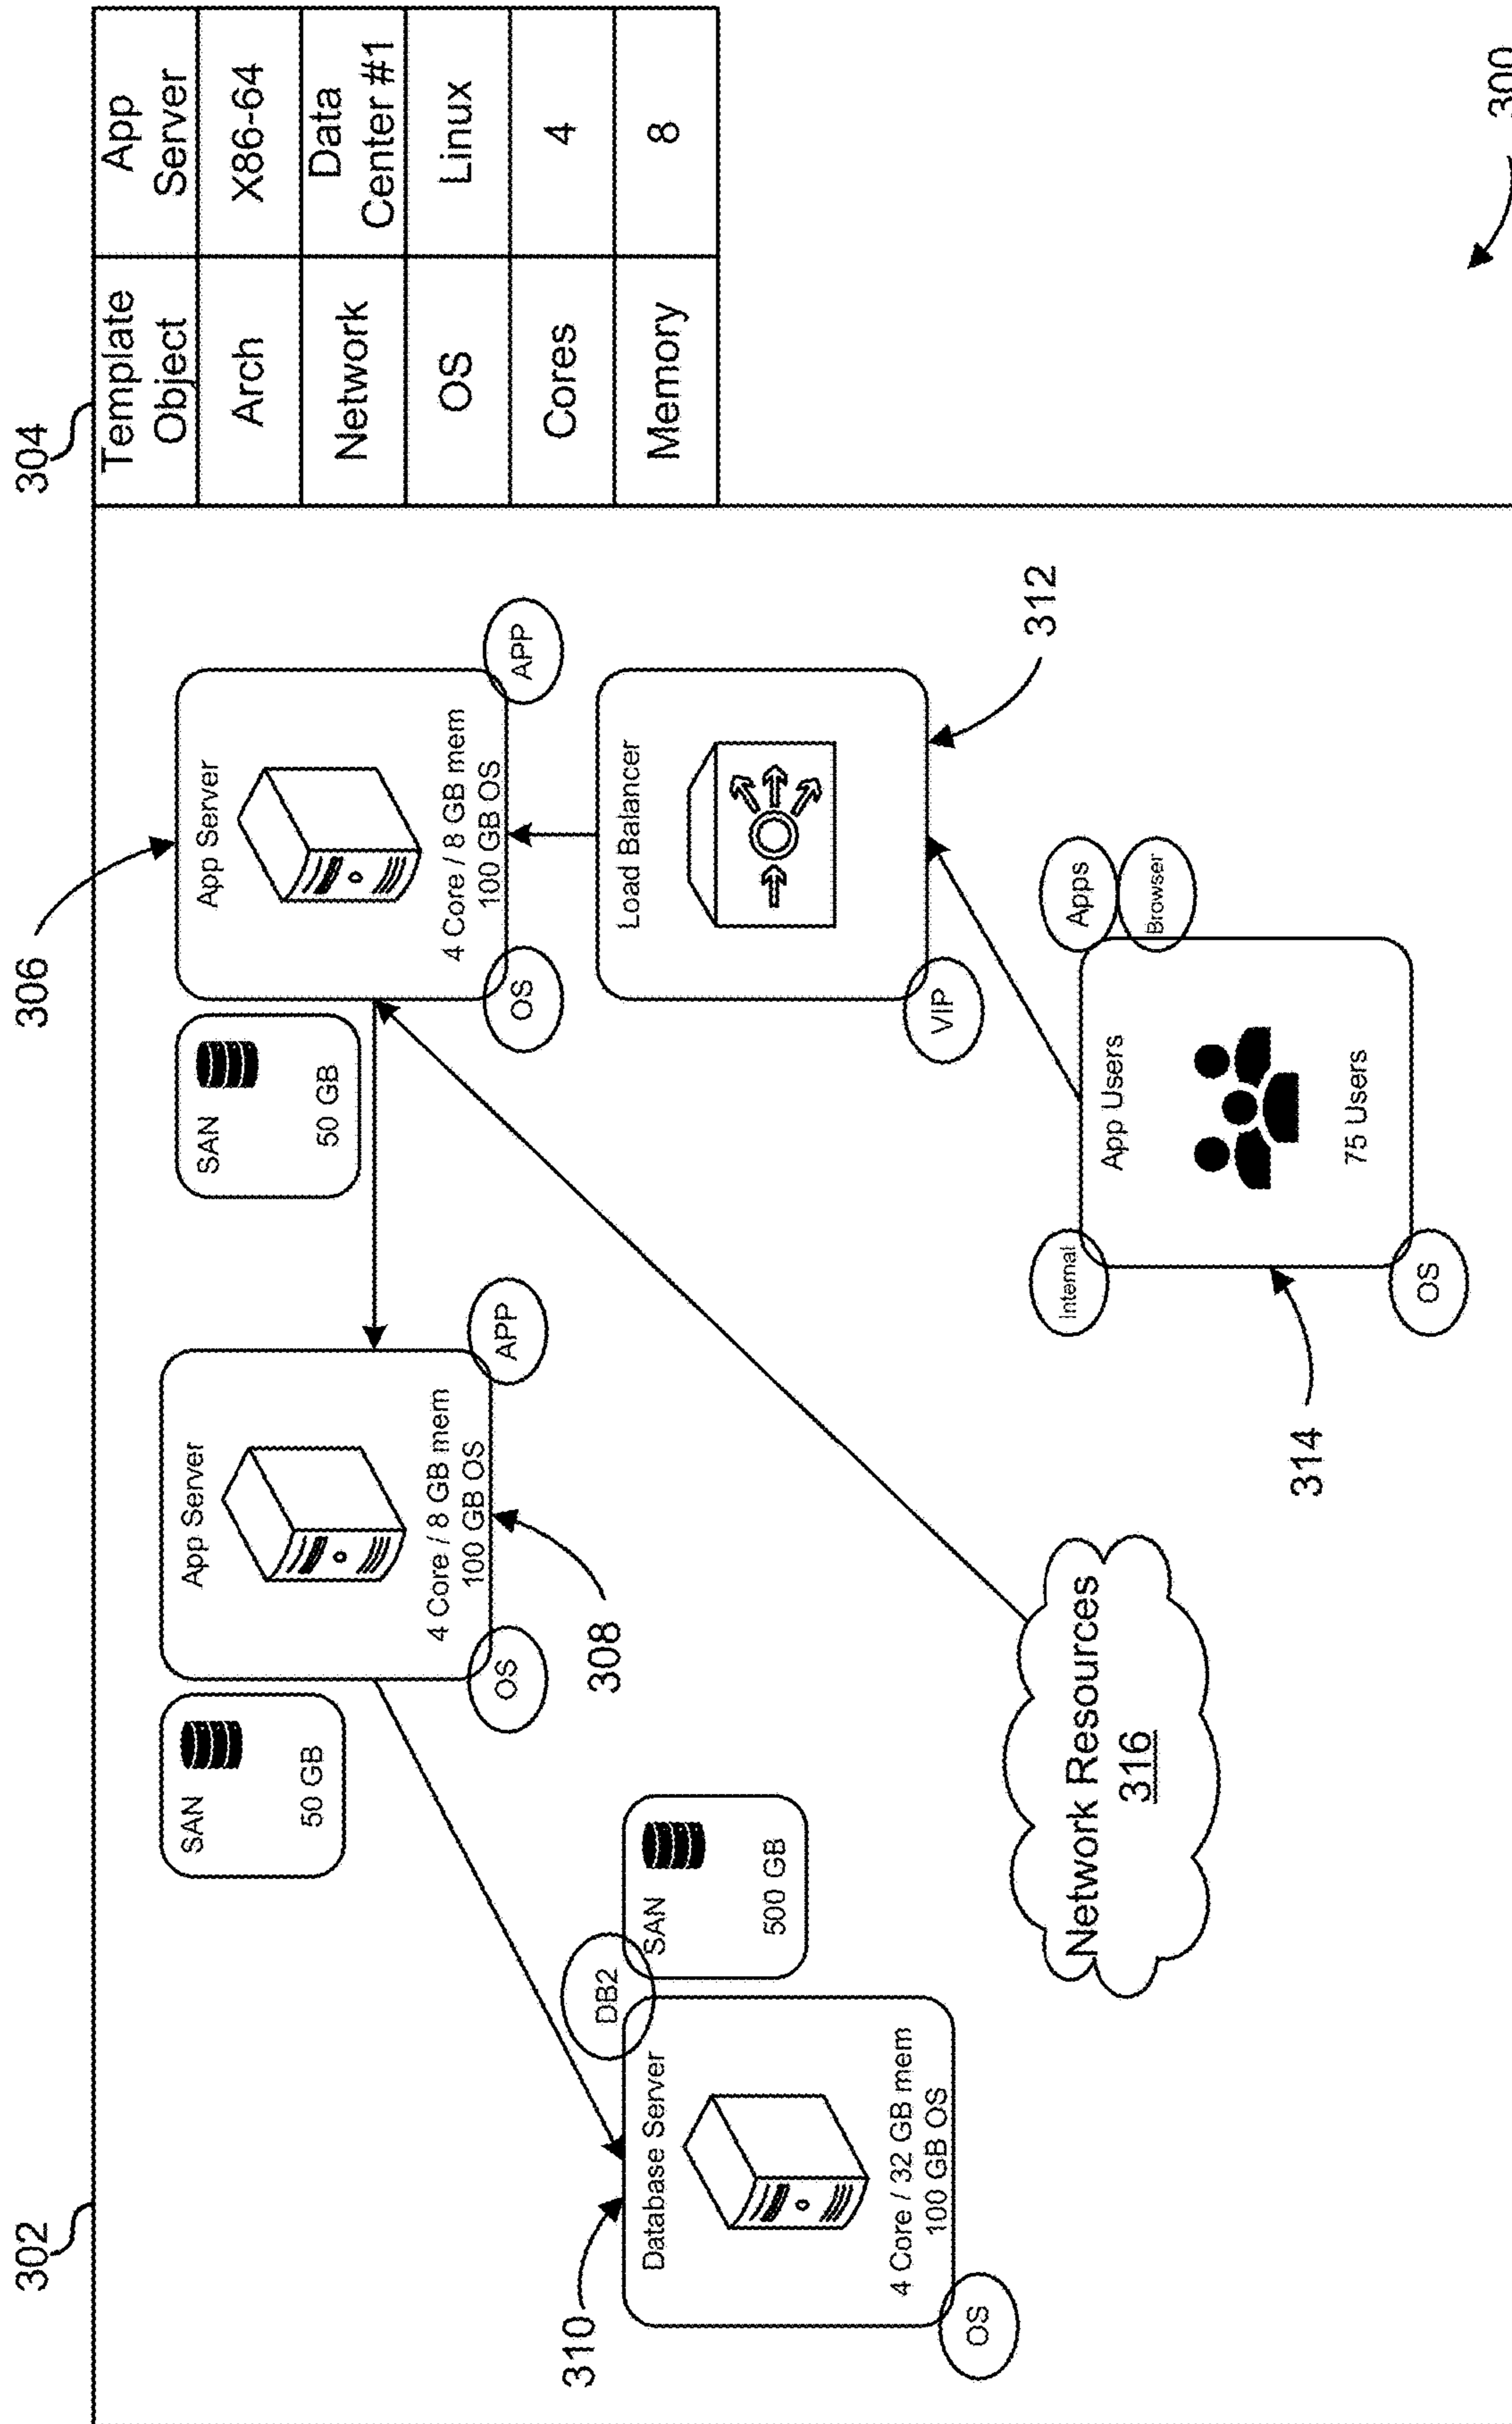 302
304
306
SAN
50 GB
App Server
4 Core / 8 GB mem
100 GB OS
OS
APP
308
SAN
50 GB
App Server
4 Core / 8 GB mem
100 GB OS
OS
APP
310
Database Server
4 Core / 32 GB mem
100 GB OS
OS
DB2
SAN
500 GB
Load Balancer
VIP
312
Network Resources
316
314
Internal
App Users
75 Users
OS
Apps
Browser
Template Object
App Server
Arch
X86-64
Network
Data Center #1
OS
Linux
Cores
4
Memory
8
300